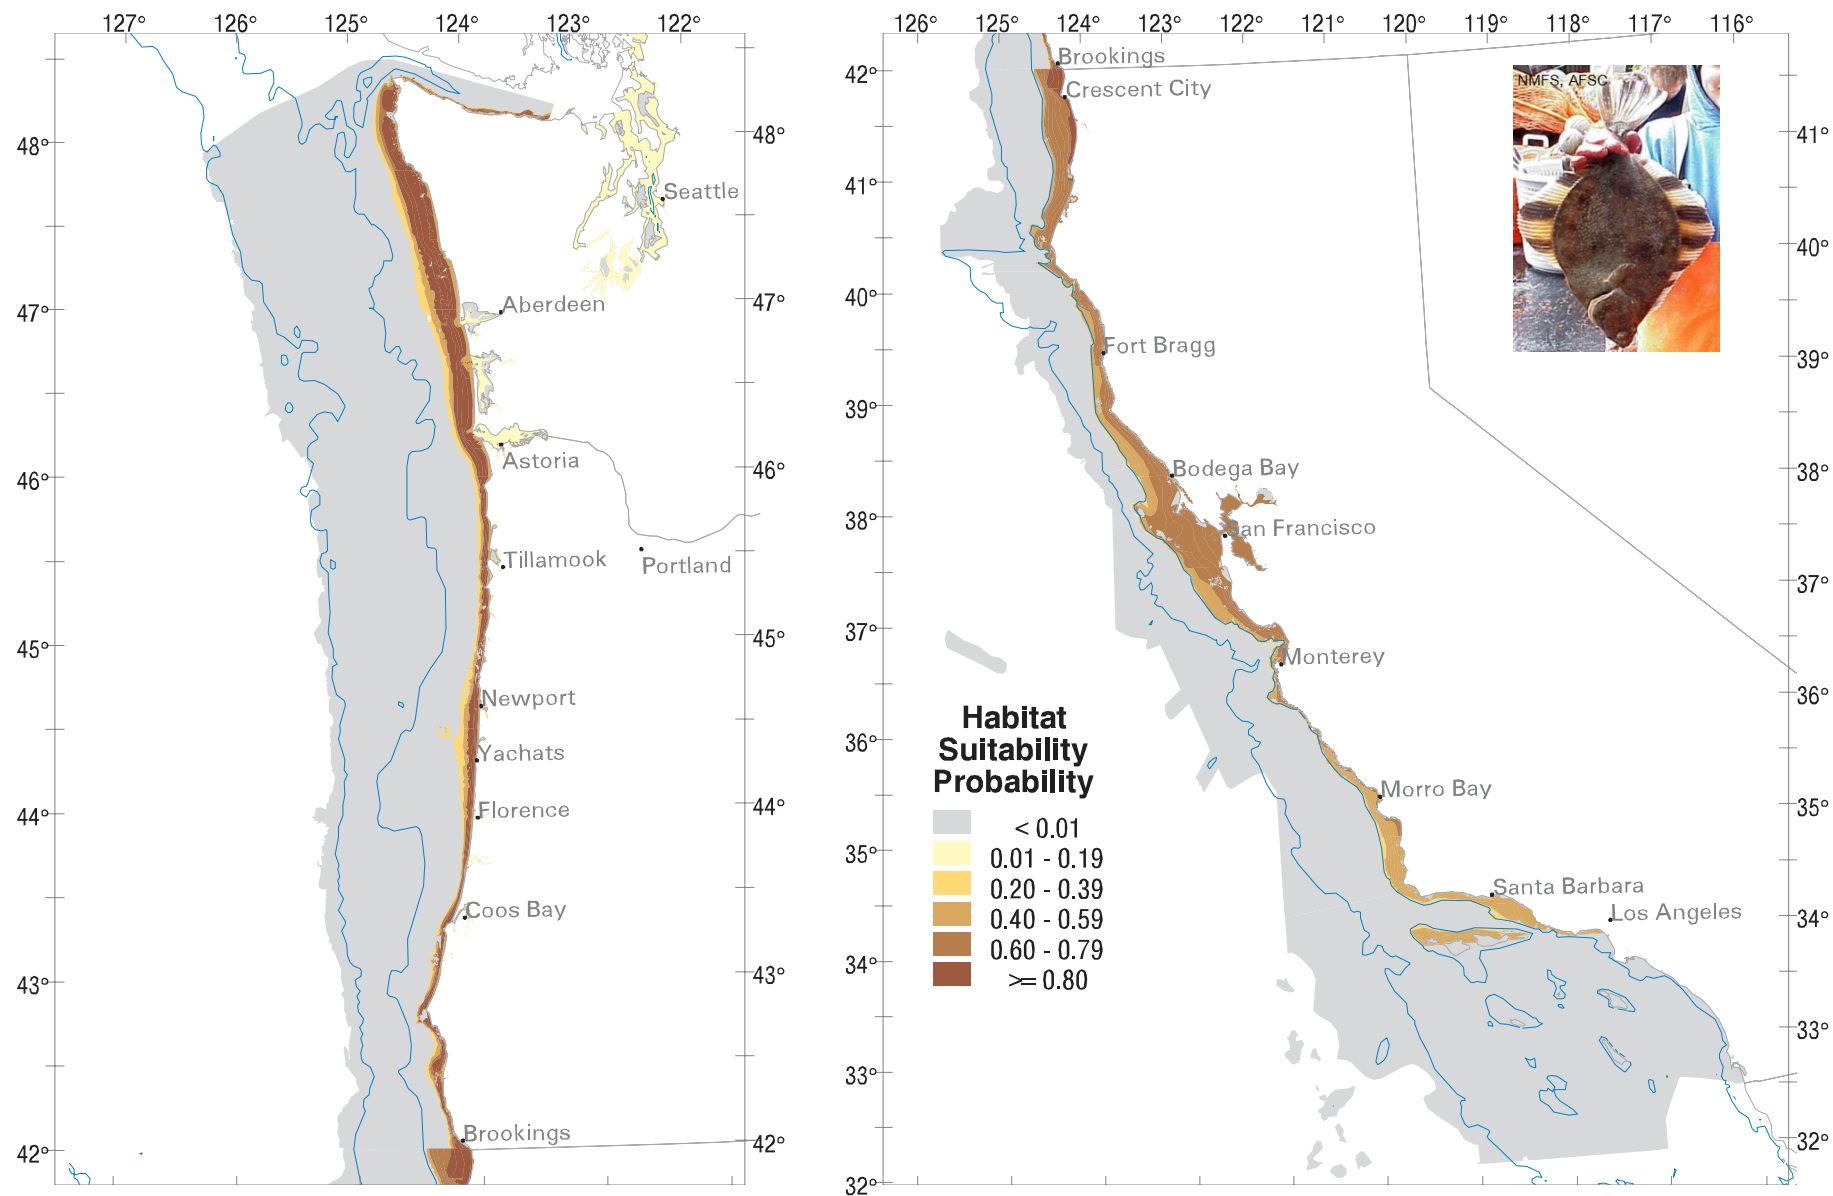 127° 126° 125° 124° 123° 122°
48° 48°
Seattle
47° 47°
Aberdeen
46° 46°
Astoria
Tillamook
Portland
45° 45°
Newport
Yachats
44° 44°
Florence
Coos Bay
43° 43°
Brookings
42° 42°
126° 125° 124° 123° 122° 121° 120° 119° 118° 117° 116°
Brookings
42°
Crescent City
NMFS, AFSC
41°
41°
40°
40°
Fort Bragg
39°
39°
Bodega Bay
38°
38°
San Francisco
37°
37°
Monterey
36°
36°
Habitat
Suitability
Probability
< 0.01
0.01 - 0.19
0.20 - 0.39
0.40 - 0.59
0.60 - 0.79
>= 0.80
Morro Bay
35°
35°
Santa Barbara
Los Angeles
34°
34°
33°
33°
32°
32°